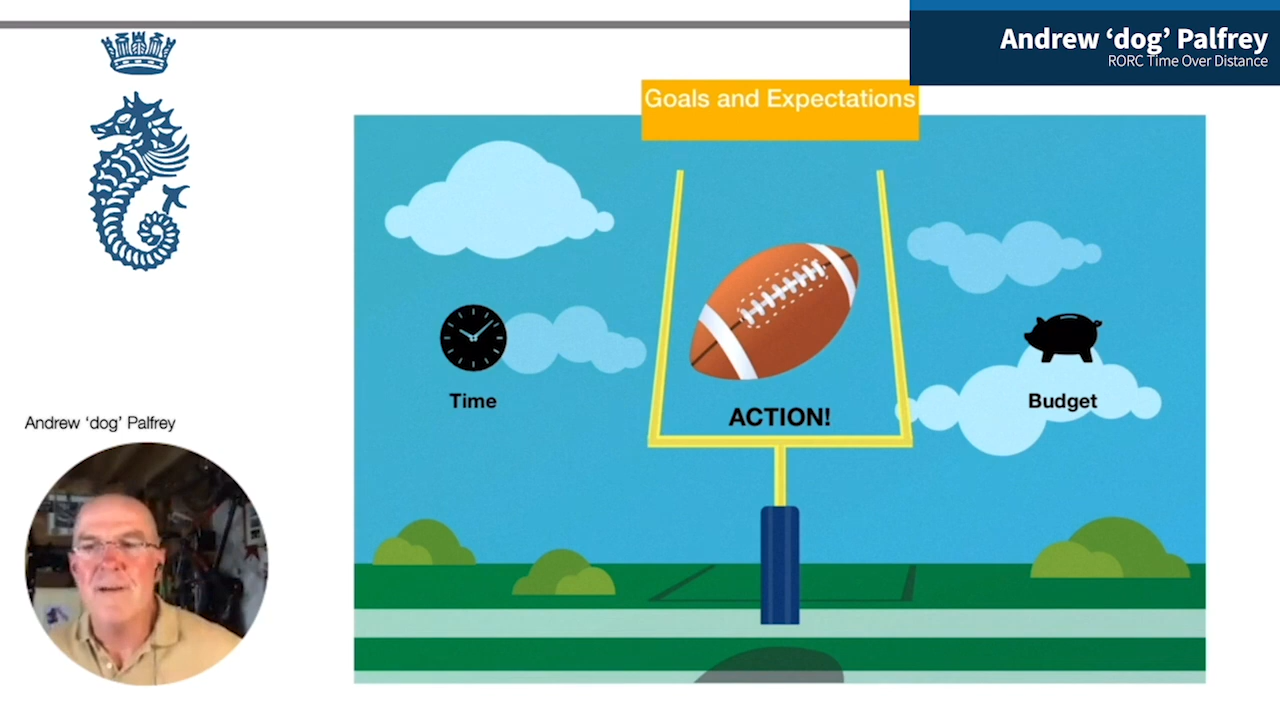 Andrew ‘dog’ Palfrey
RORC Time Over Distance
Goals and Expectations
Time
ACTION!
Budget
Andrew ‘dog’ Palfrey